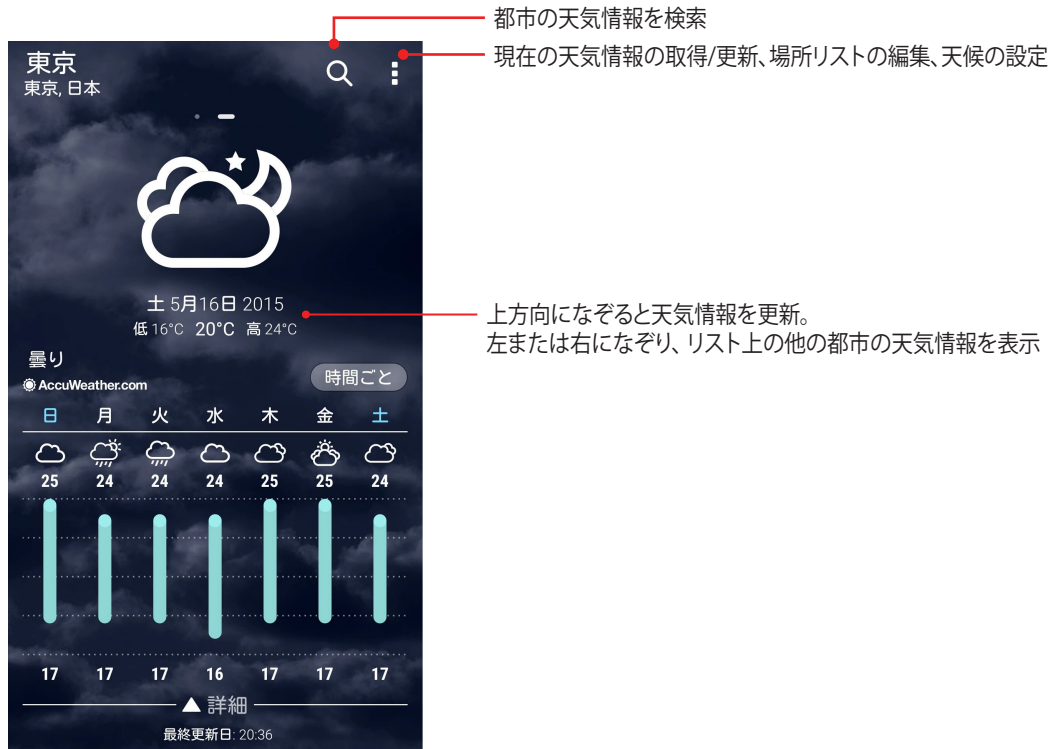 都市の天気情報を検索
現在の天気情報の取得/更新、場所リストの編集、天候の設定
東京
東京, 日本
土 5月16日 2015
低 16°C 20°C 高 24°C
上方向になぞると天気情報を更新。
左または右になぞり、リスト上の他の都市の天気情報を表示
曇り
AccuWeather.com
時間ごと
日 月 火 水 木 金 土
25 24 24 24 25 25 24
17 17 17 16 17 17 17
詳細
最終更新日: 20:36